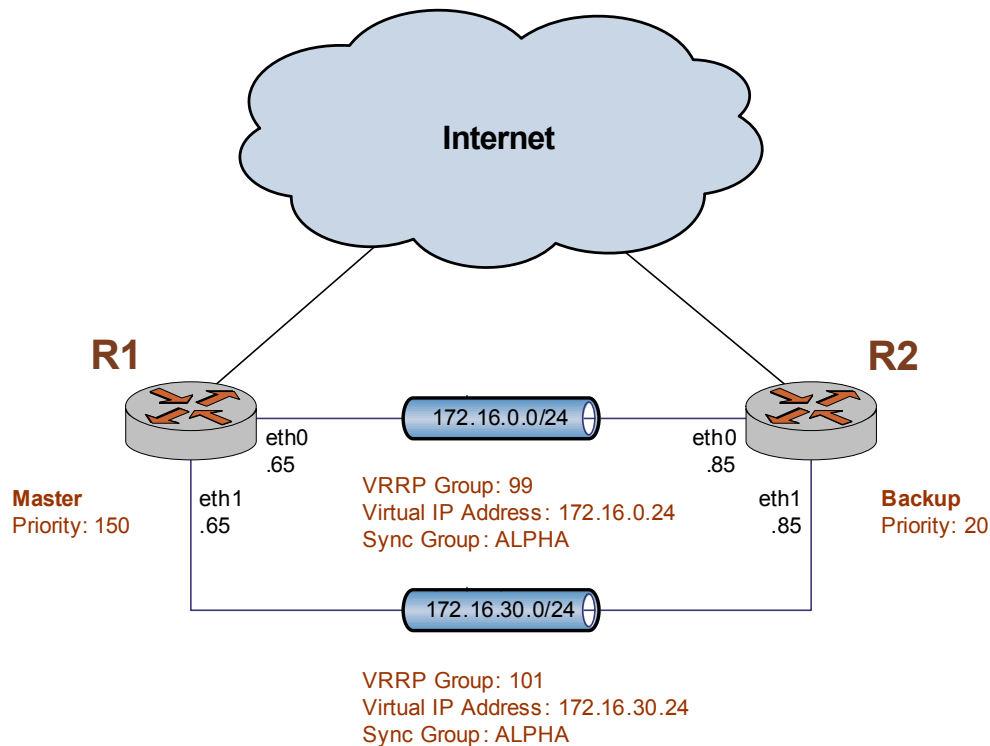 Internet
R1
R2
172.16.0.0/24
eth0
.65
eth0
.85
Master
Priority: 150
eth1
.65
VRRP Group: 99
Virtual IP Address: 172.16.0.24
Sync Group: ALPHA
eth1
.85
Backup
Priority: 20
172.16.30.0/24
VRRP Group: 101
Virtual IP Address: 172.16.30.24
Sync Group: ALPHA